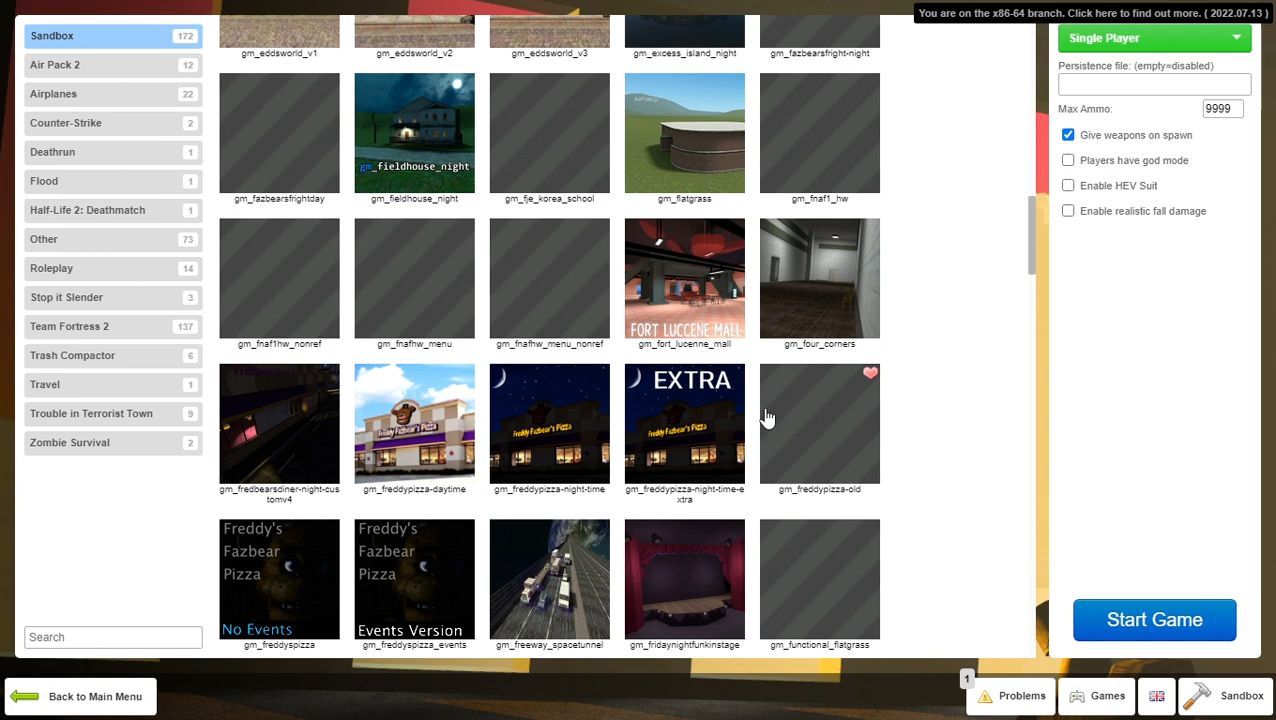 You are on the x86-64 branch. Click here to find out more. ( 2022.07.13 )
Sandbox 172
Air Pack 2 12
Airplanes 22
Counter-Strike 2
Deathrun 1
Flood 1
Half-Life 2: Deathmatch 1
Other 73
Roleplay 14
Stop it Slender 3
Team Fortress 2 137
Trash Compactor 6
Travel 1
Trouble in Terrorist Town 9
Zombie Survival 2
Search
gm_eddsworld_v1
gm_eddsworld_v2
gm_eddsworld_v3
gm_excess_island_night
gm_fazbearsfright-night
gm_fieldhouse_night
gm_fazbearsfrightday
gm_fieldhouse_night
gm_fje_korea_school
gm_flatgrass
gm_fnaf1_hw
FORT LUCCENE MALL
gm_fnaf1hw_nonref
gm_fnafhw_menu
gm_fnafhw_menu_nonref
gm_fort_lucenne_mall
gm_four_corners
Freddy Fazbear's Pizza
Freddy Fazbear's Pizza
EXTRA
Freddy Fazbear's Pizza
gm_fredbearsdiner-night-cus
tomv4
gm_freddypizza-daytime
gm_freddypizza-night-time
gm_freddypizza-night-time-e
xtra
gm_freddypizza-old
Freddy's
Fazbear
Pizza
No Events
Freddy's
Fazbear
Pizza
Events Version
gm_freddyspizza
gm_freddyspizza_events
gm_freeway_spacetunnel
gm_fridaynightfunkinstage
gm_functional_flatgrass
Single Player
Persistence file: (empty=disabled)
Max Ammo: 9999
Give weapons on spawn
Players have god mode
Enable HEV Suit
Enable realistic fall damage
Start Game
Back to Main Menu
1
Problems
Games
Sandbox